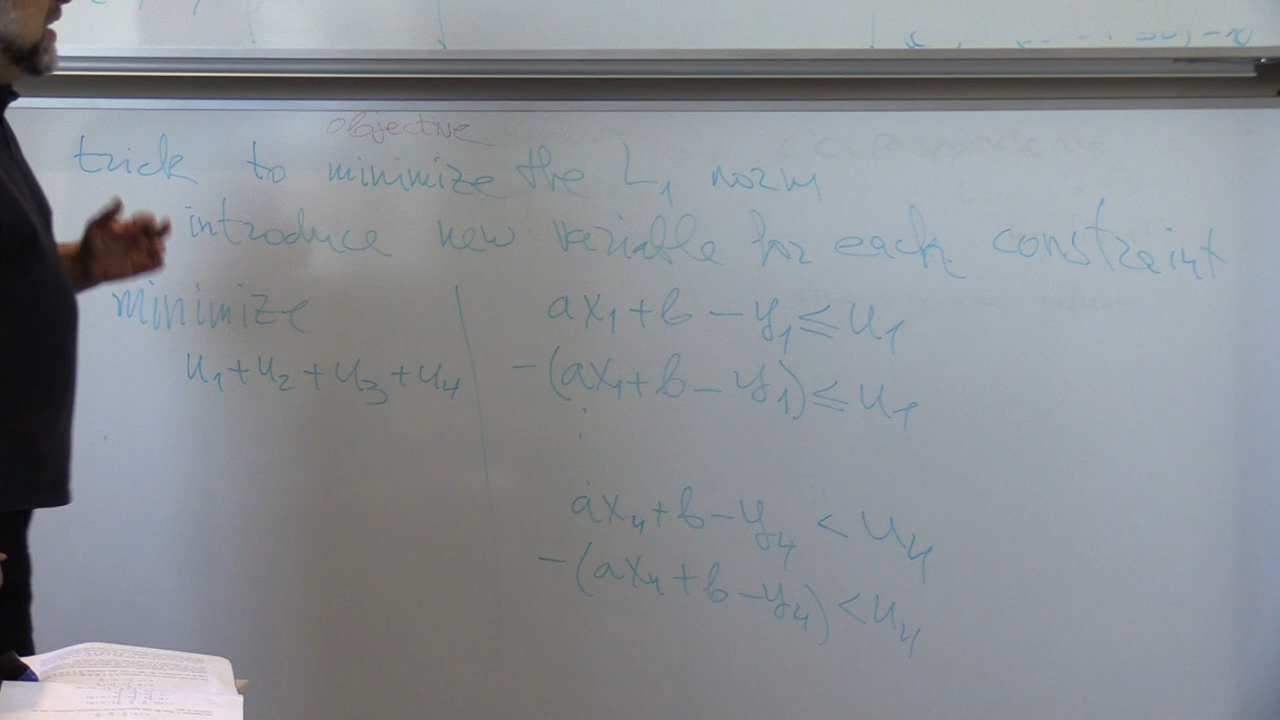 objective
trick to minimize the L₁ norm
introduce new variable for each constraint
minimize
u₁+u₂+u₃+u₄
ax₁+b-y₁≤u₁
-(ax₁+b-y₁)≤u₁
⋮
ax₄+b-y₄<u₄
-(ax₄+b-y₄)<u₄